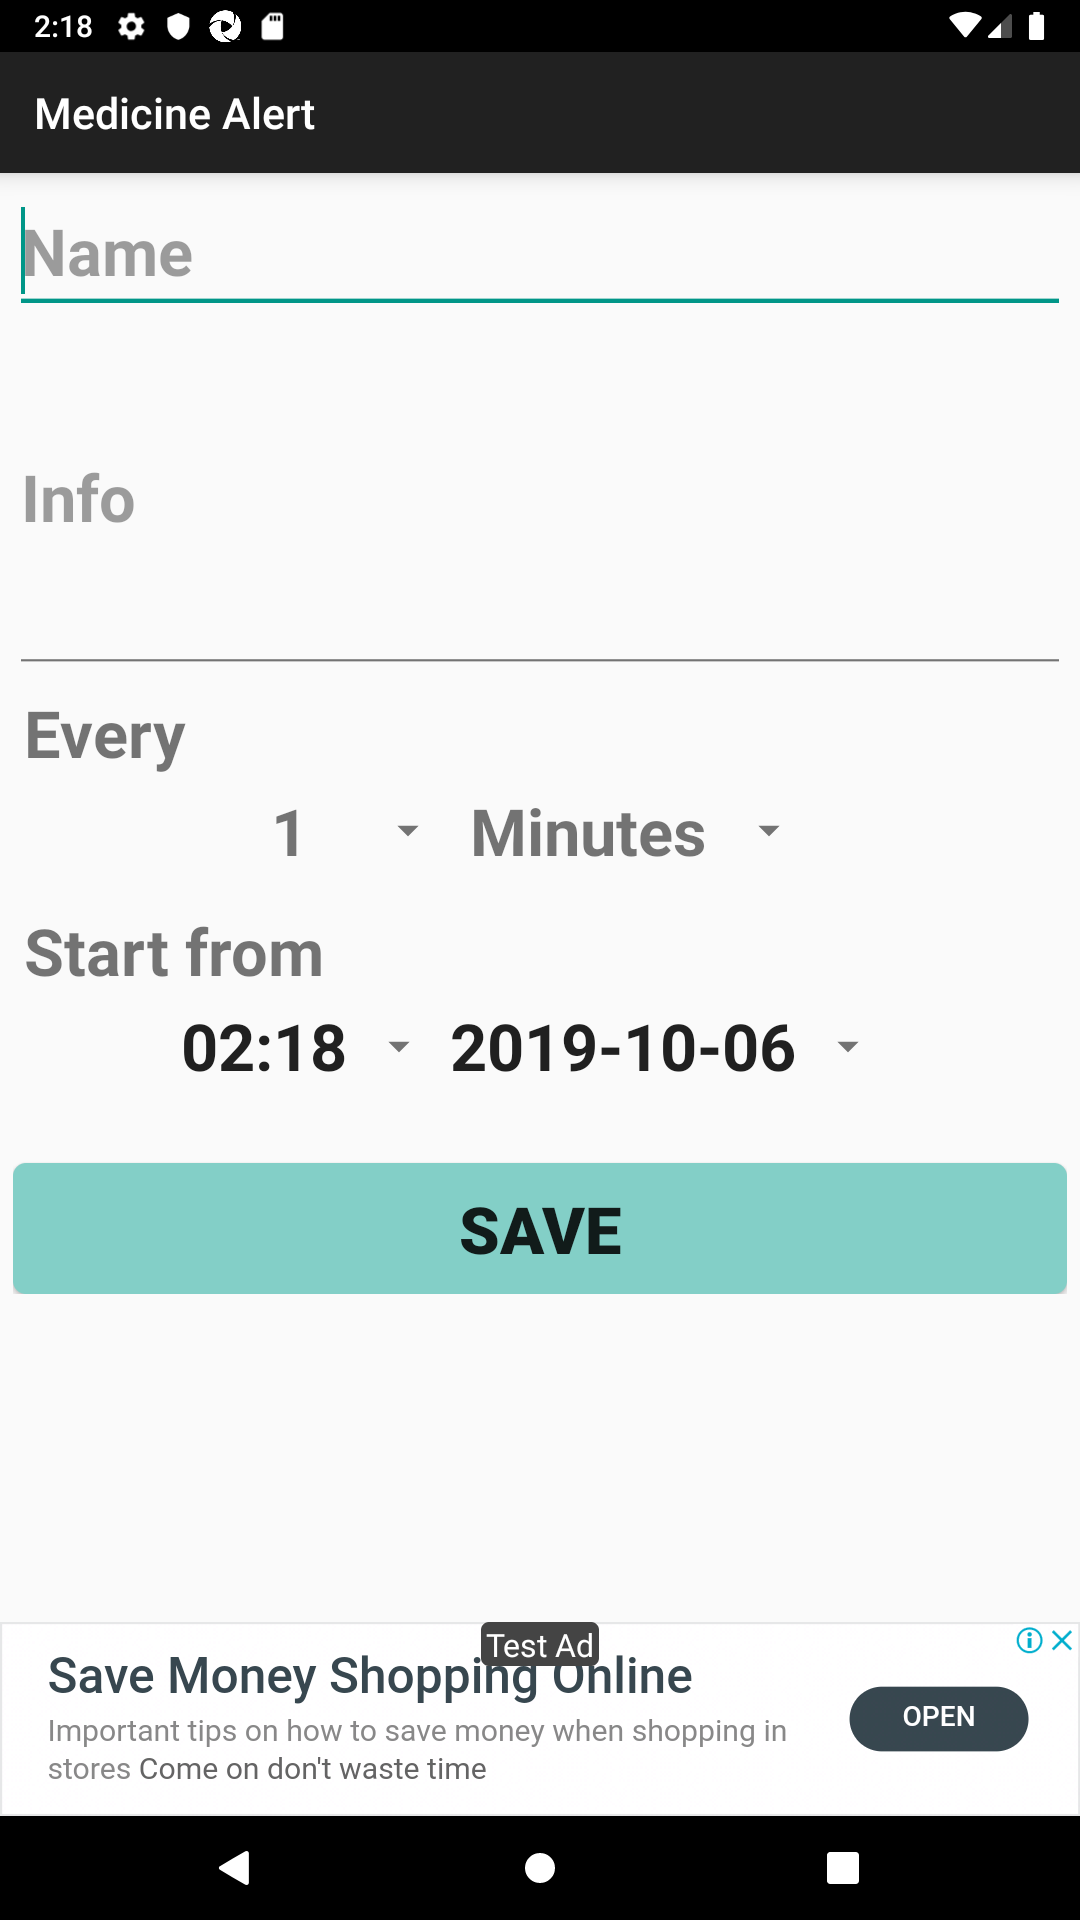 2:18
Medicine Alert
Name
Info
Every
1 Minutes
Start from
02:18 2019-10-06
SAVE
Test Ad
Save Money Shopping Online
Important tips on how to save money when shopping in
stores Come on don't waste time
OPEN